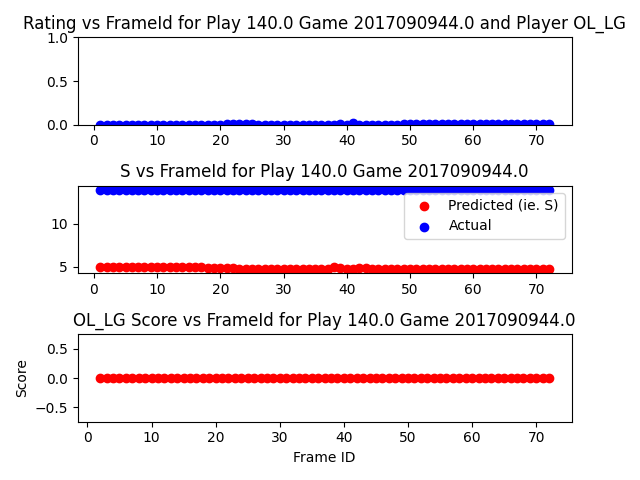 Rating vs FrameId for Play 140.0 Game 2017090944.0 and Player OL_LG
1.0
0.5
0.0
0 10 20 30 40 50 60 70
S vs FrameId for Play 140.0 Game 2017090944.0
10
5
Predicted (ie. S)
Actual
0 10 20 30 40 50 60 70
OL_LG Score vs FrameId for Play 140.0 Game 2017090944.0
Score
0.5
0.0
−0.5
0 10 20 30 40 50 60 70
Frame ID